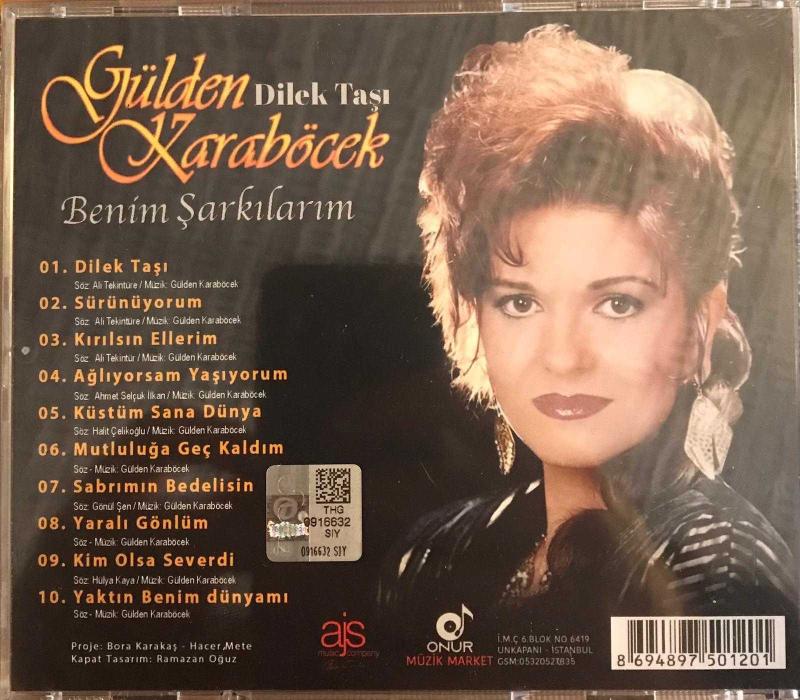 Gülden Dilek Taşı
Karaböcek
Benim Şarkılarım
01. Dilek Taşı
Söz: Ali Tekintüre / Müzik: Gülden Karaböcek
02. Sürünüyorum
Söz: Ali Tekintüre / Müzik: Gülden Karaböcek
03. Kırılsın Ellerim
Söz: Ali Tekintür / Müzik: Gülden Karaböcek
04. Ağlıyorsam Yaşıyorum
Söz: Ahmet Selçuk İlkan / Müzik: Gülden Karaböcek
05. Küstüm Sana Dünya
Söz: Halit Çelikoğlu / Müzik: Gülden Karaböcek
06. Mutluluğa Geç Kaldım
Söz - Müzik: Gülden Karaböcek
07. Sabrımın Bedelisin
Söz: Gönül Şen / Müzik: Gülden Karaböcek
08. Yaralı Gönlüm
Söz - Müzik: Gülden Karaböcek
09. Kim Olsa Severdi
Söz: Hülya Kaya / Müzik: Gülden Karaböcek
10. Yaktın Benim dünyamı
Söz - Müzik: Gülden Karaböcek
THG
0916632
SIY
0916632 SIY
Proje: Bora Karakaş - Hacer Mete
Kapat Tasarım: Ramazan Oğuz
ajs
music company
ONUR
MÜZİK MARKET
İ.M.Ç 6.BLOK NO 6419
UNKAPANI - İSTANBUL
GSM:05320527835
8 694897 501201